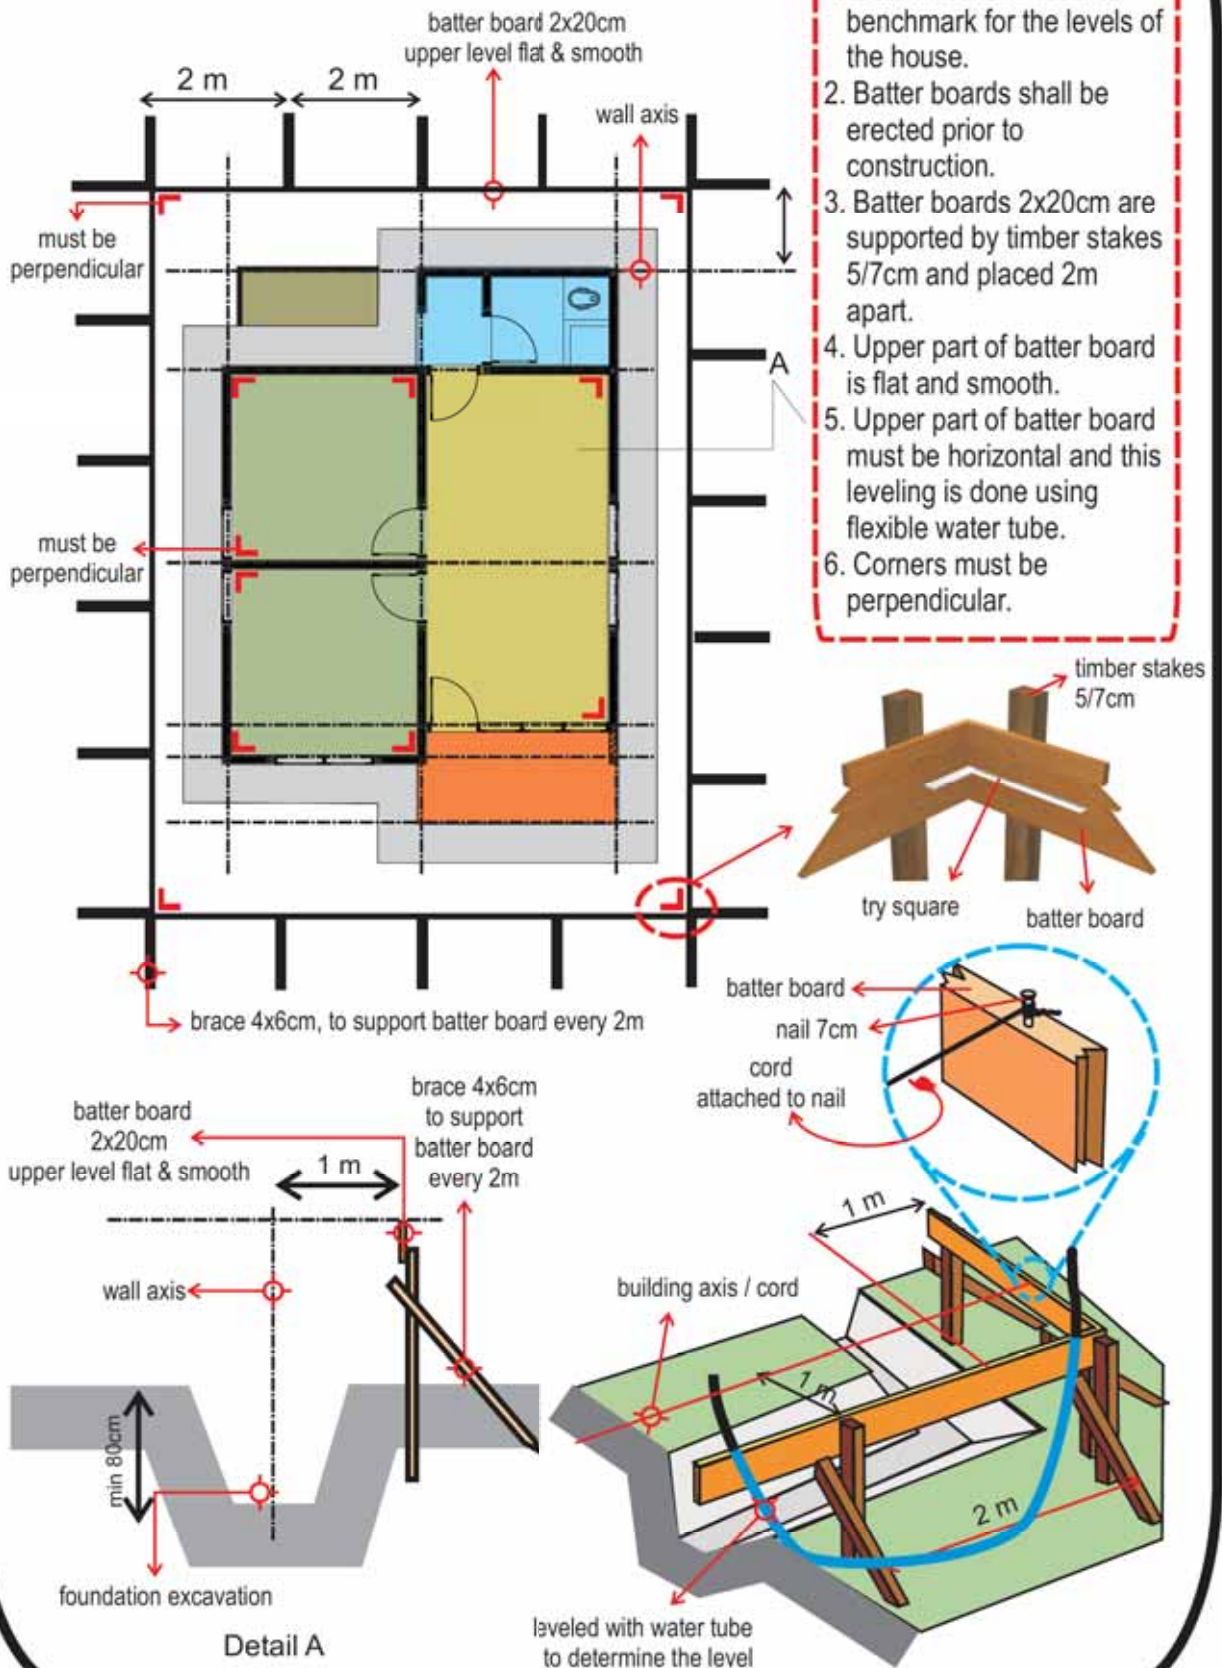 batter board 2x20cm
upper level flat & smooth
2 m
2 m
wall axis
must be
perpendicular
A
must be
perpendicular
brace 4x6cm, to support batter board every 2m
benchmark for the levels of
the house.
2. Batter boards shall be
erected prior to
construction.
3. Batter boards 2x20cm are
supported by timber stakes
5/7cm and placed 2m
apart.
4. Upper part of batter board
is flat and smooth.
5. Upper part of batter board
must be horizontal and this
leveling is done using
flexible water tube.
6. Corners must be
perpendicular.
timber stakes
5/7cm
try square
batter board
batter board
nail 7cm
cord
attached to nail
batter board
2x20cm
upper level flat & smooth
1 m
brace 4x6cm
to support
batter board
every 2m
wall axis
min 80cm
foundation excavation
Detail A
1 m
building axis / cord
1 m
2 m
leveled with water tube
to determine the level